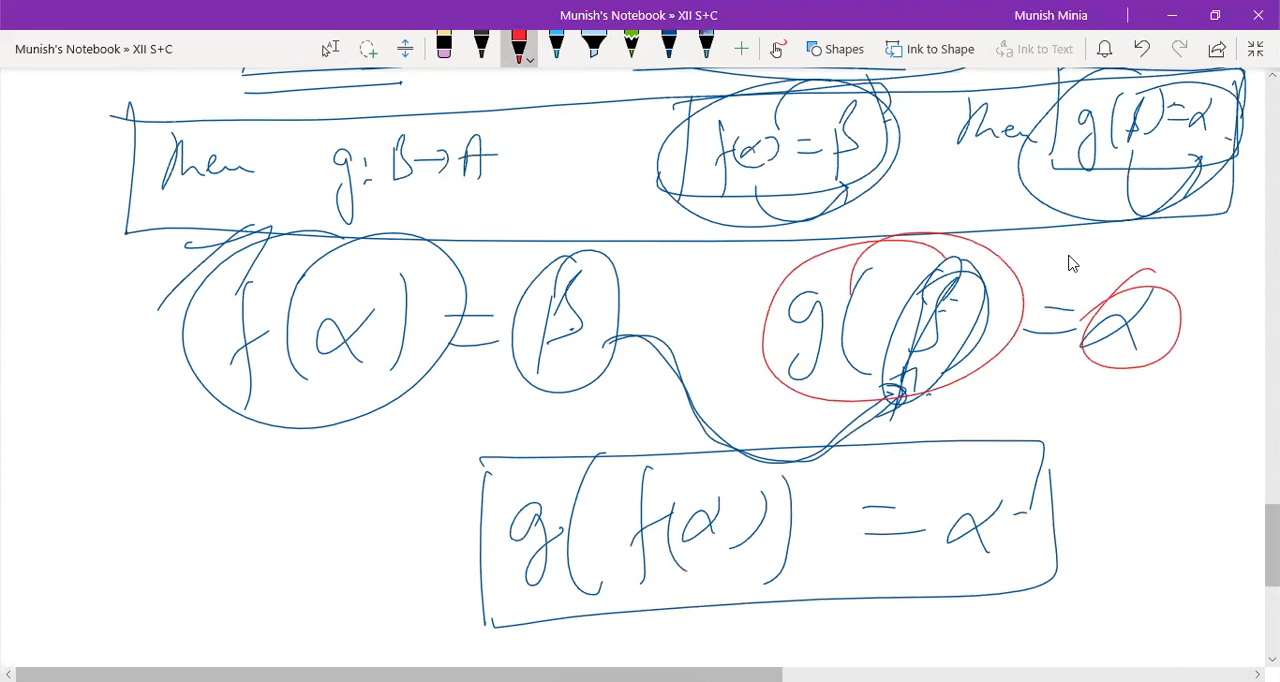 Munish's Notebook » XII S+C
Munish Minia
Munish's Notebook » XII S+C
Shapes
Ink to Shape
Ink to Text
Then g: B→A f(α) = β Then g(β)=α
f(α) = β g(β) = α
g(f(α)) = α